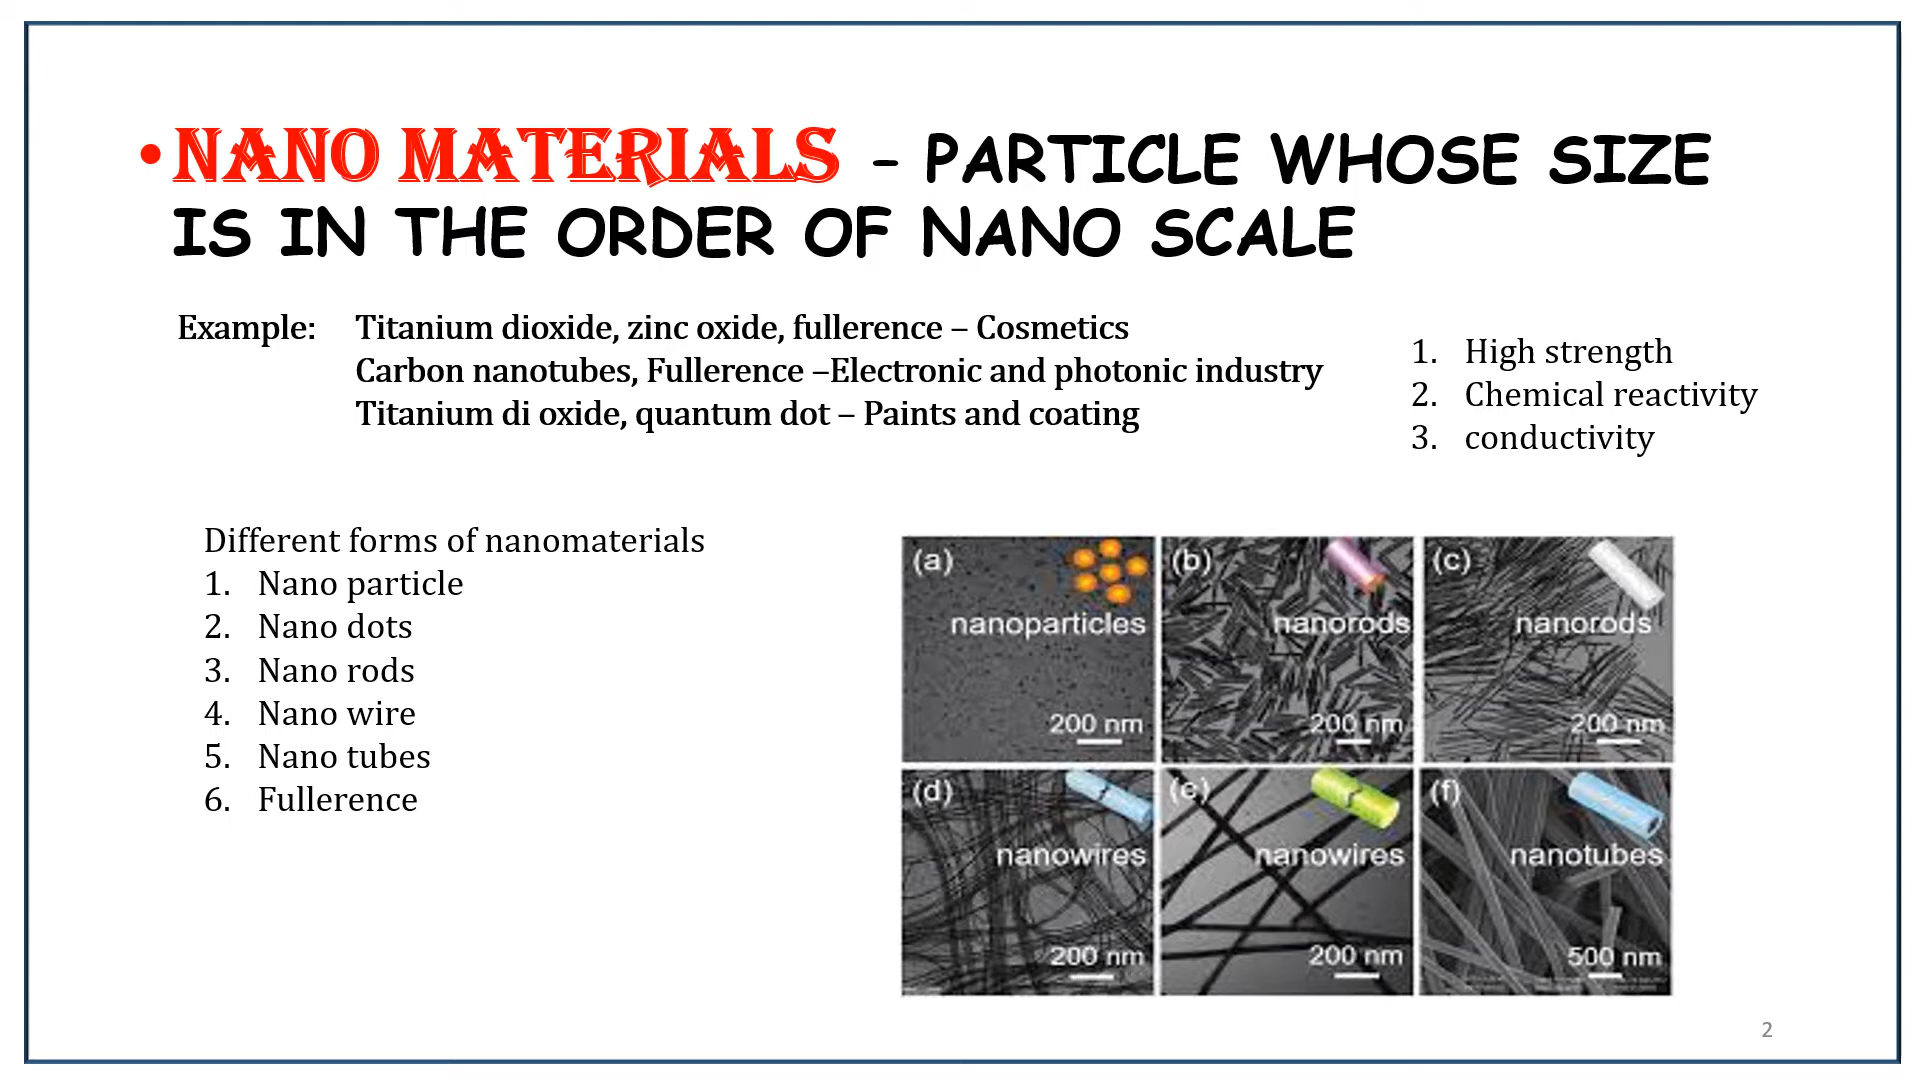 •NANO MATERIALS – PARTICLE WHOSE SIZE
IS IN THE ORDER OF NANO SCALE
Example: Titanium dioxide, zinc oxide, fullerence – Cosmetics
Carbon nanotubes, Fullerence –Electronic and photonic industry
Titanium di oxide, quantum dot – Paints and coating
1. High strength
2. Chemical reactivity
3. conductivity
Different forms of nanomaterials
1. Nano particle
2. Nano dots
3. Nano rods
4. Nano wire
5. Nano tubes
6. Fullerence
(a)
nanoparticles
200 nm
(b)
nanorods
200 nm
(c)
nanorods
200 nm
(d)
nanowires
200 nm
(e)
nanowires
200 nm
(f)
nanotubes
500 nm
2